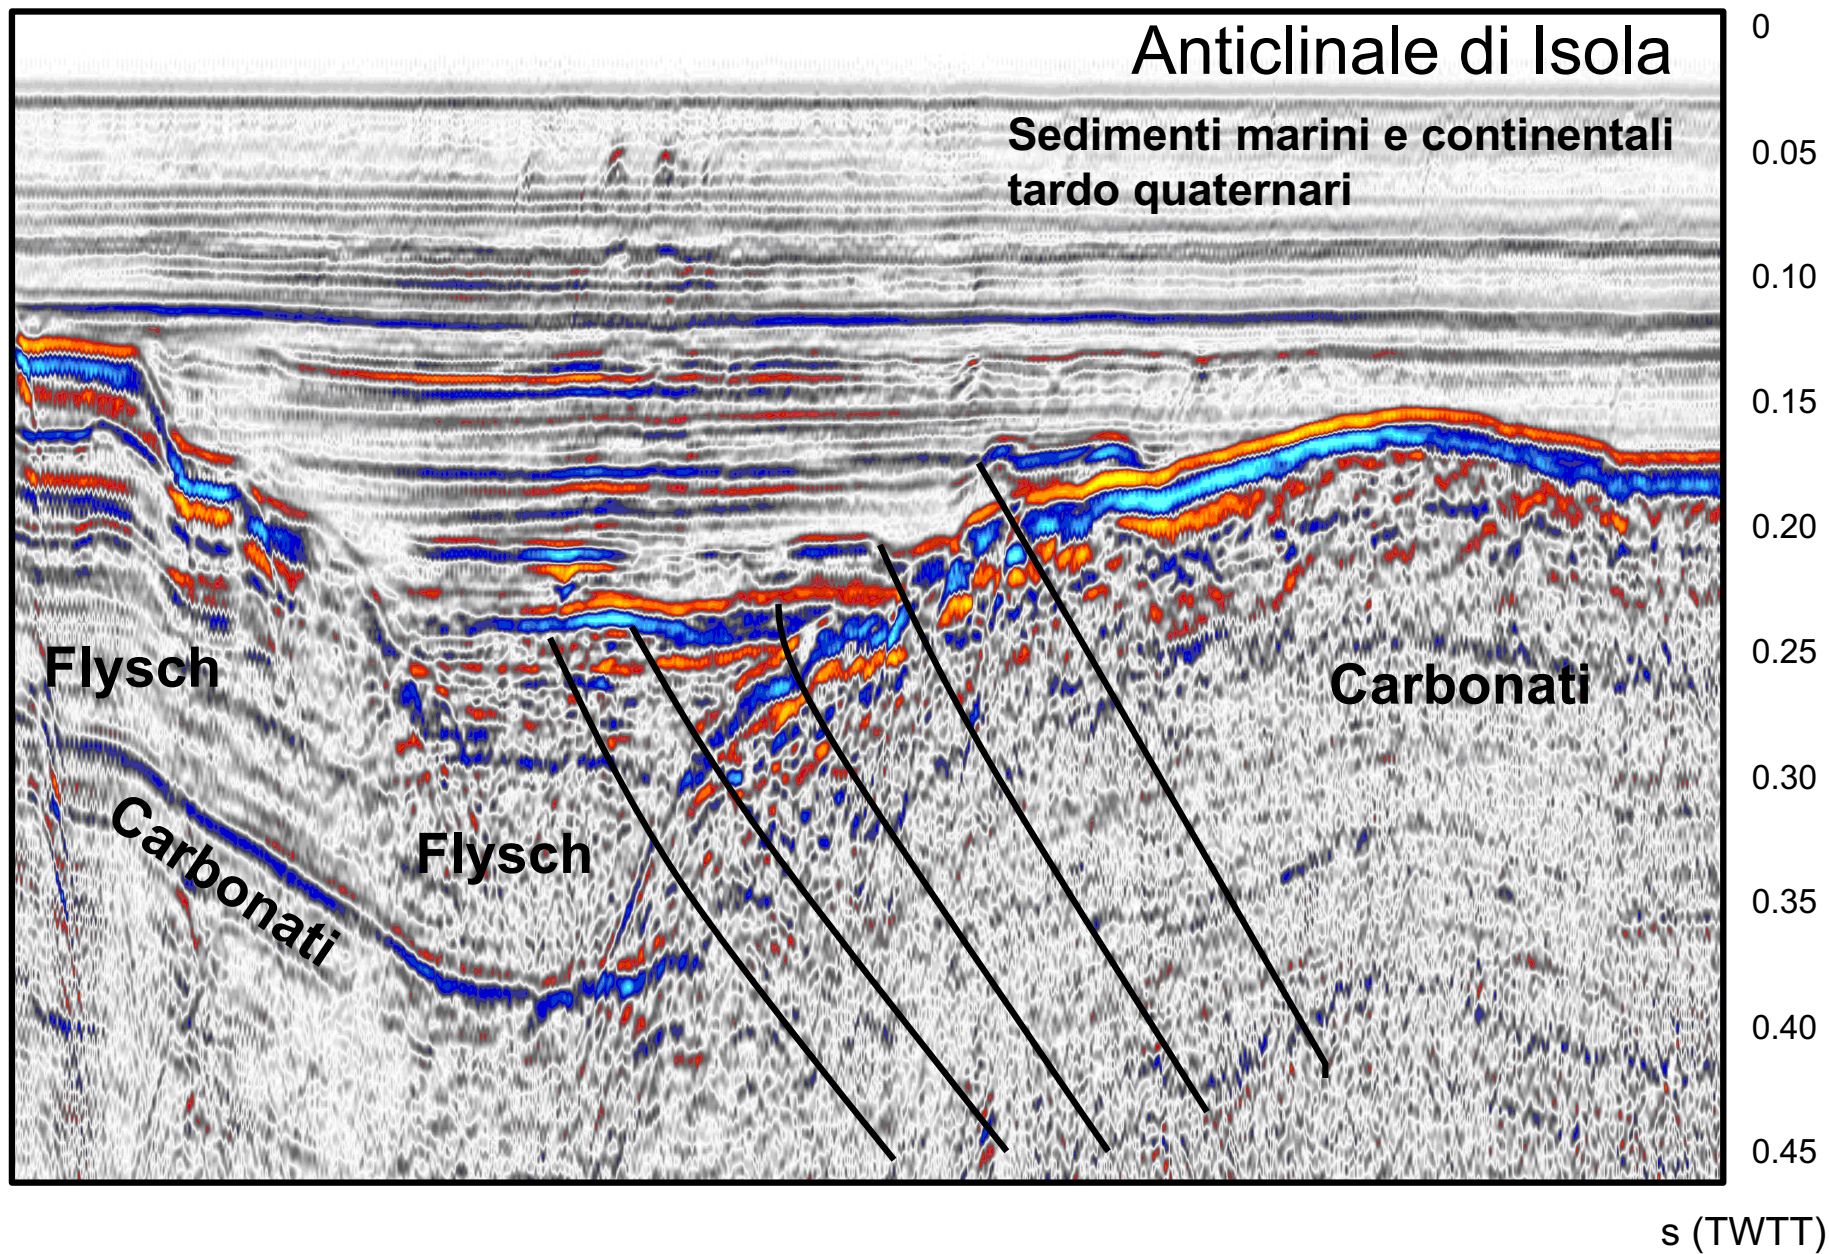 Anticlinale di Isola
Sedimenti marini e continentali
tardo quaternari
Flysch
Carbonati
Flysch
Carbonati
0
0.05
0.10
0.15
0.20
0.25
0.30
0.35
0.40
0.45
s (TWTT)